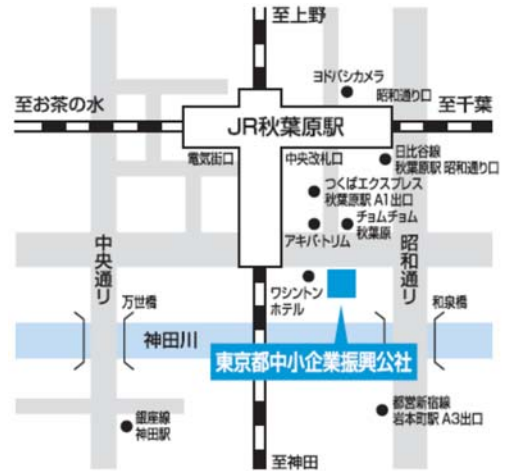 至上野
ヨドバシカメラ
昭和通り口
至お茶の水
至千葉
JR秋葉原駅
電気街口
中央改札口
日比谷線
秋葉原駅 昭和通り口
つくばエクスプレス
秋葉原駅 A1出口
チョムチョム
秋葉原
アキバ・トリム
中央通り
昭和通り
ワシントン
ホテル
万世橋
和泉橋
神田川
東京都中小企業振興公社
銀座線
神田駅
都営新宿線
岩本町駅 A3出口
至神田